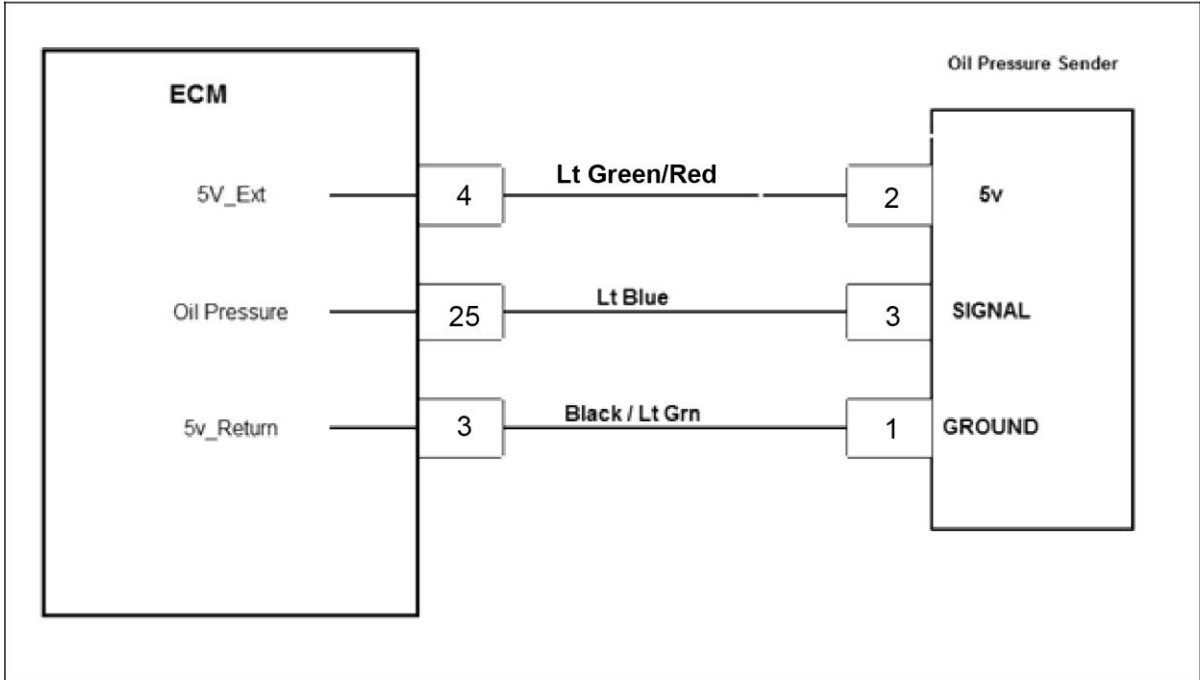 Oil Pressure Sender
ECM
5V_Ext
4
Lt Green/Red
2
5v
Oil Pressure
25
Lt Blue
3
SIGNAL
5v_Return
3
Black / Lt Grn
1
GROUND